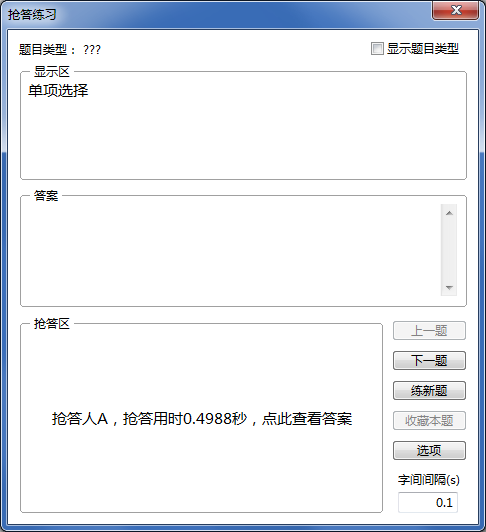 抢答练习
题目类型： ???
显示题目类型
显示区
单项选择
答案
抢答区
抢答人A，抢答用时0.4988秒，点此查看答案
上一题
下一题
练新题
收藏本题
选项
字间间隔(s)
0.1